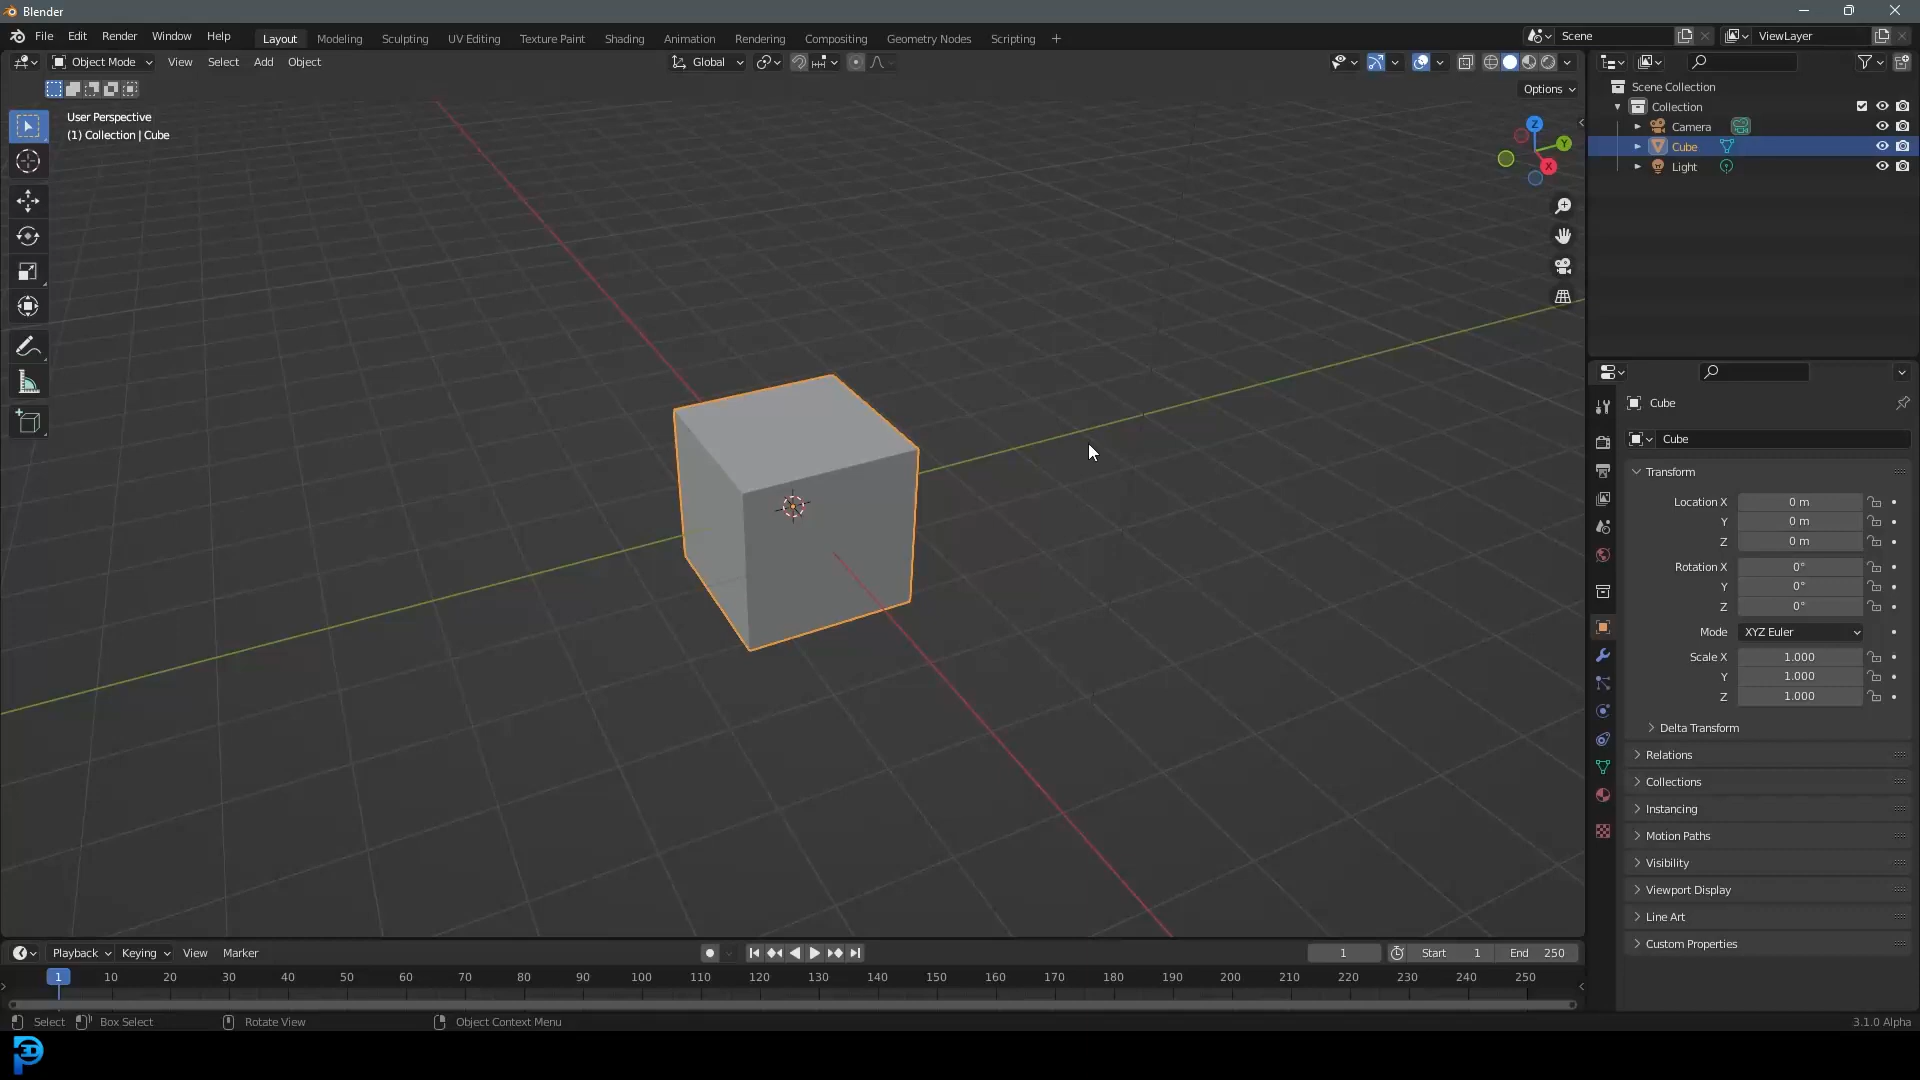 Blender
File Edit Render Window Help Layout Modeling Sculpting UV Editing Texture Paint Shading Animation Rendering Compositing Geometry Nodes Scripting + Scene ViewLayer
Object Mode View Select Add Object Global
Options
User Perspective
(1) Collection | Cube
Z
Y
X
Scene Collection
Collection
Camera
Cube
Light
Cube
Cube
Transform
Location X 0 m
Y 0 m
Z 0 m
Rotation X 0°
Y 0°
Z 0°
Mode XYZ Euler
Scale X 1.000
Y 1.000
Z 1.000
Delta Transform
Relations
Collections
Instancing
Motion Paths
Visibility
Viewport Display
Line Art
Custom Properties
Playback Keying View Marker 1 Start 1 End 250
1 10 20 30 40 50 60 70 80 90 100 110 120 130 140 150 160 170 180 190 200 210 220 230 240 250
Select Box Select Rotate View Object Context Menu 3.1.0 Alpha